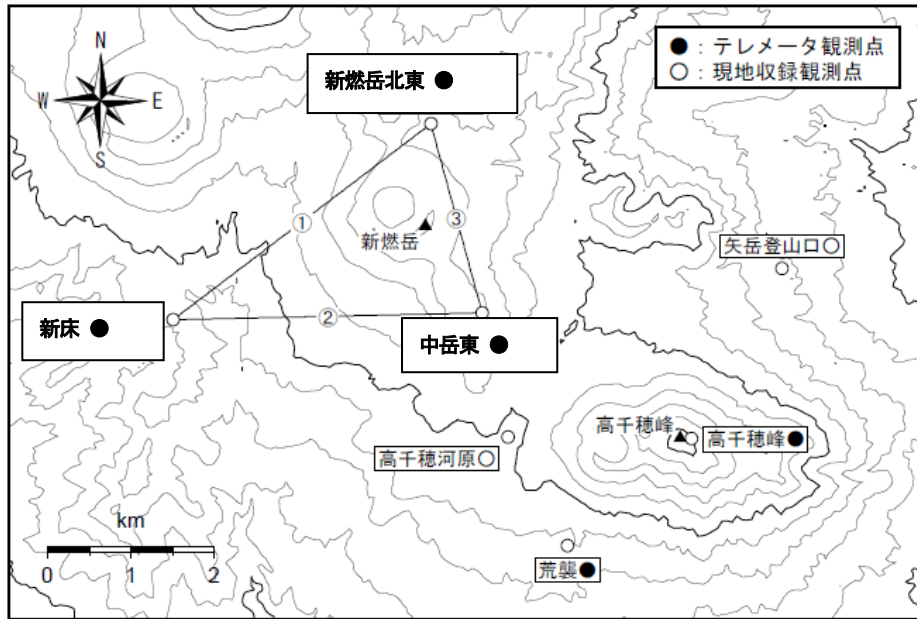 N
W
E
S
新燃岳北東 ●
● : テレメータ観測点
○ : 現地収録観測点
①
③
新燃岳
矢岳登山口○
新床 ●
②
中岳東 ●
高千穂峰
高千穂峰●
高千穂河原○
km
0 1 2
荒襲●